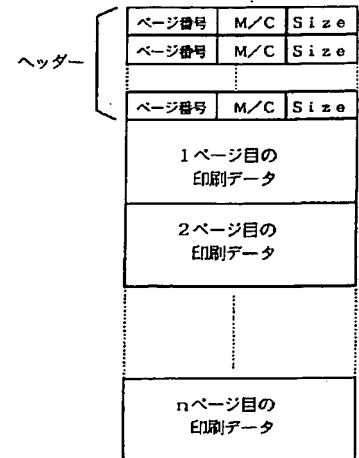 ページ番号 M/C Size
ページ番号 M/C Size
ヘッダー
ページ番号 M/C Size
1ページ目の
印刷データ
2ページ目の
印刷データ
nページ目の
印刷データ